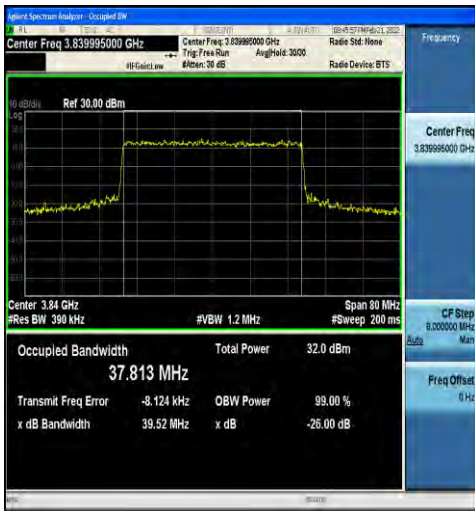 Agilent Spectrum Analyzer - Occupied BW
RL
Center Freq 3.839995000 GHz
Center Freq: 3.839995000 GHz
Radio Std: None
Trig: Free Run
Avg|Hold: 30/30
#IFGain:Low
#Atten: 30 dB
Radio Device: BTS
Frequency
10 dB/div
Ref 30.00 dBm
Log
Center Freq
3.839995000 GHz
Center 3.84 GHz
Span 80 MHz
#Res BW 390 kHz
#VBW 1.2 MHz
#Sweep 200 ms
CF Step
8.000000 MHz
Auto
Man
Occupied Bandwidth
Total Power
32.0 dBm
37.813 MHz
Freq Offset
0 Hz
Transmit Freq Error
-8.124 kHz
OBW Power
99.00 %
x dB Bandwidth
39.52 MHz
x dB
-26.00 dB